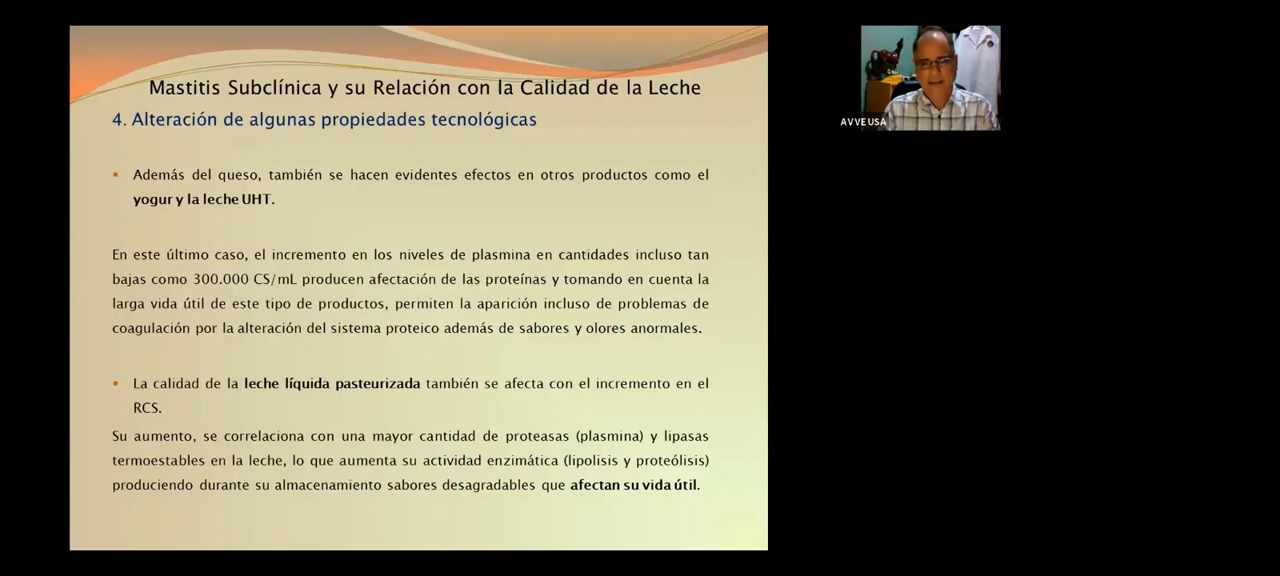 Mastitis Subclínica y su Relación con la Calidad de la Leche
4. Alteración de algunas propiedades tecnológicas
Además del queso, también se hacen evidentes efectos en otros productos como el
yogur y la leche UHT.
En este último caso, el incremento en los niveles de plasmina en cantidades incluso tan
bajas como 300.000 CS/mL producen afectación de las proteínas y tomando en cuenta la
larga vida útil de este tipo de productos, permiten la aparición incluso de problemas de
coagulación por la alteración del sistema proteico además de sabores y olores anormales.
La calidad de la leche líquida pasteurizada también se afecta con el incremento en el
RCS.
Su aumento, se correlaciona con una mayor cantidad de proteasas (plasmina) y lipasas
termoestables en la leche, lo que aumenta su actividad enzimática (lipolisis y proteólisis)
produciendo durante su almacenamiento sabores desagradables que afectan su vida útil.
AVVEUSA